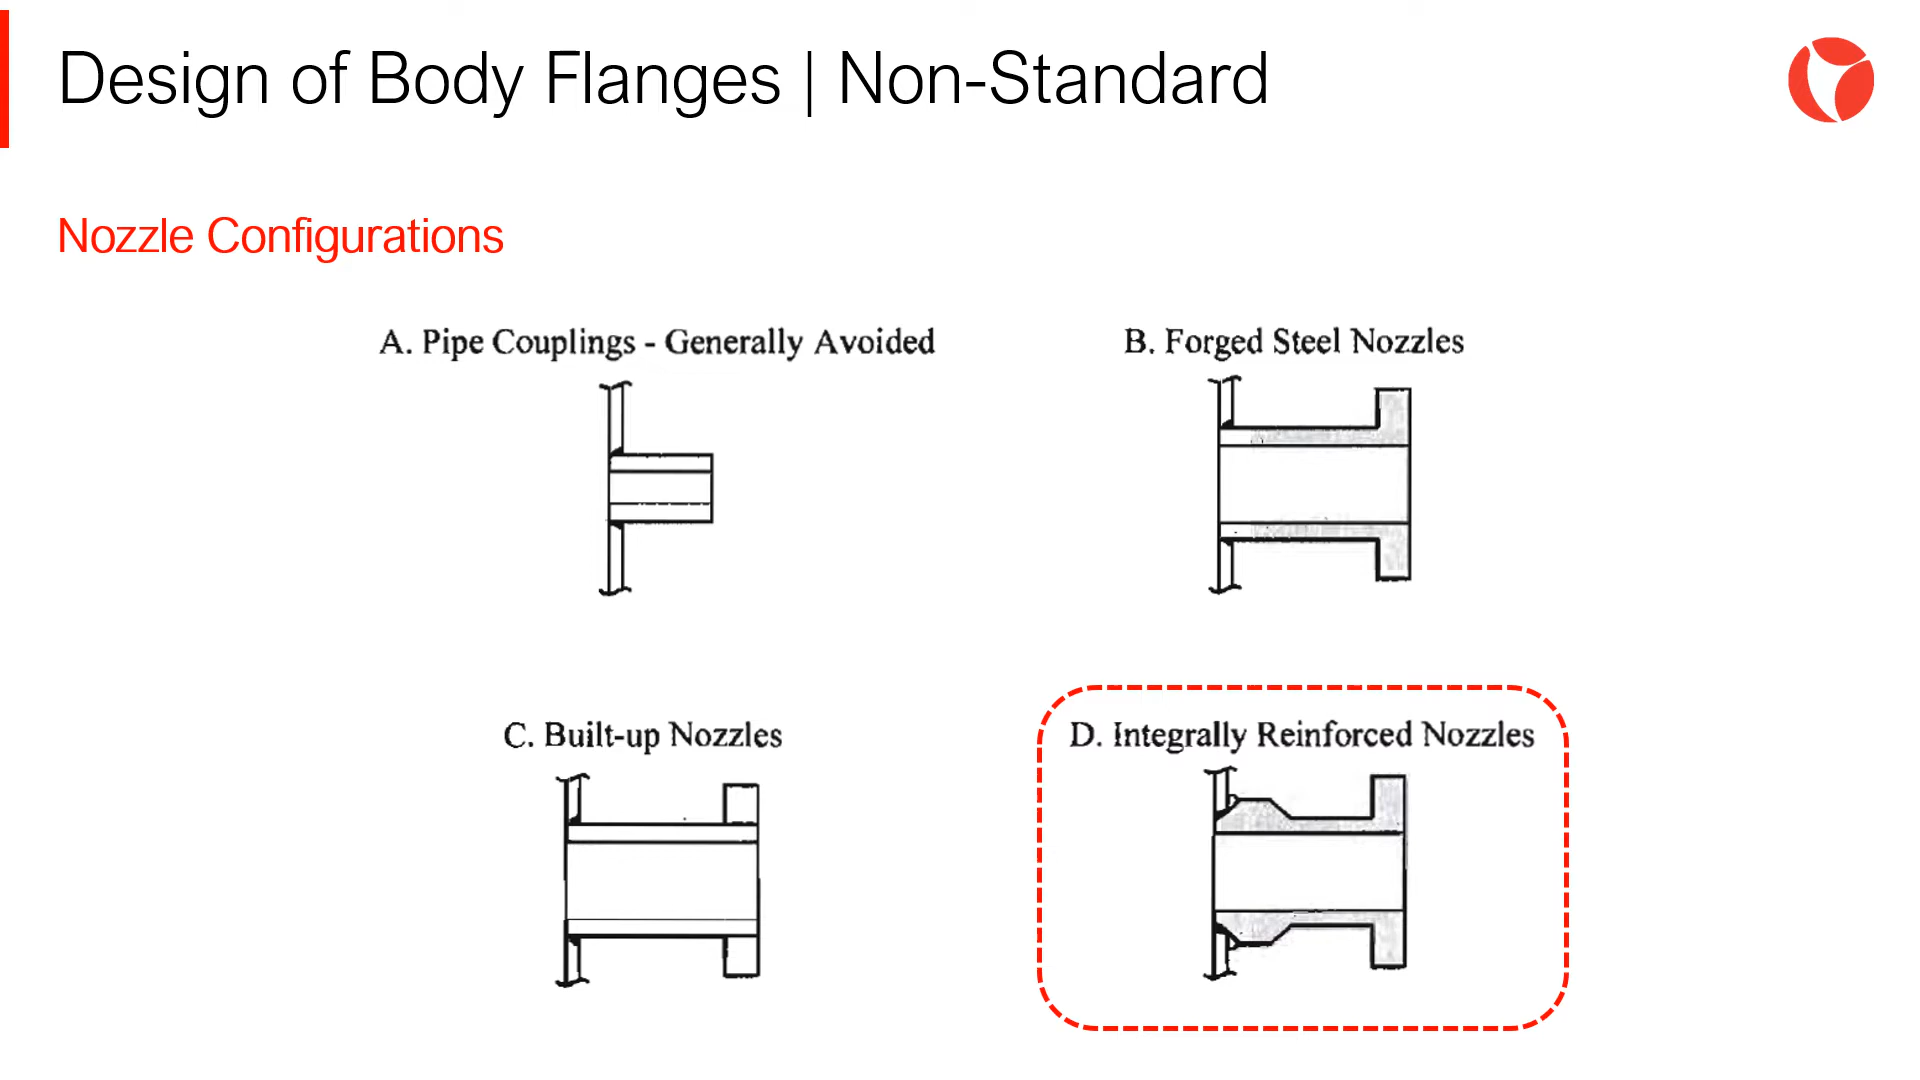 Design of Body Flanges | Non-Standard
Nozzle Configurations
A. Pipe Couplings - Generally Avoided
B. Forged Steel Nozzles
C. Built-up Nozzles
D. Integrally Reinforced Nozzles